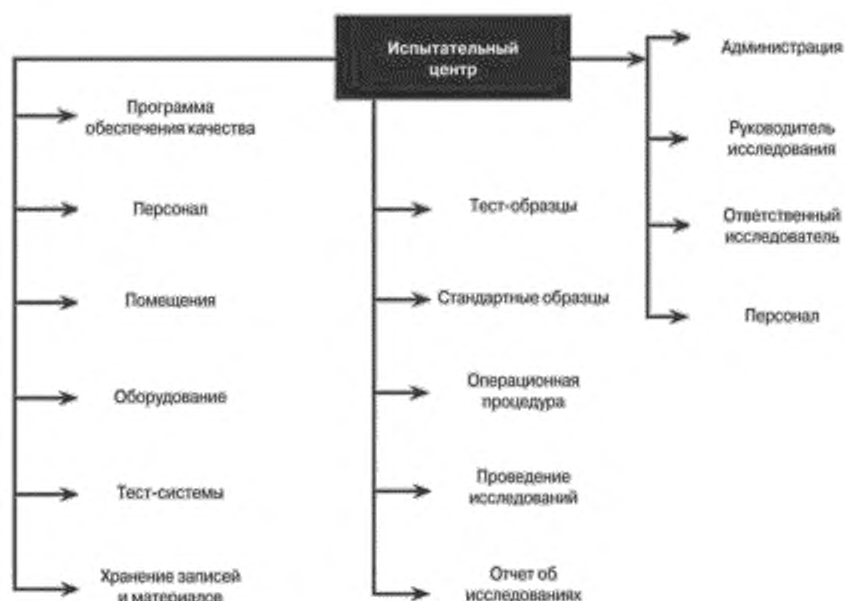 Испытательный
центр
Программа
обеспечения качества
Персонал
Помещения
Оборудование
Тест-системы
Хранение записей
и материалов
Тест-образцы
Стандартные образцы
Операционная
процедура
Проведение
исследований
Отчет об
исследованиях
Администрация
Руководитель
исследования
Ответственный
исследователь
Персонал